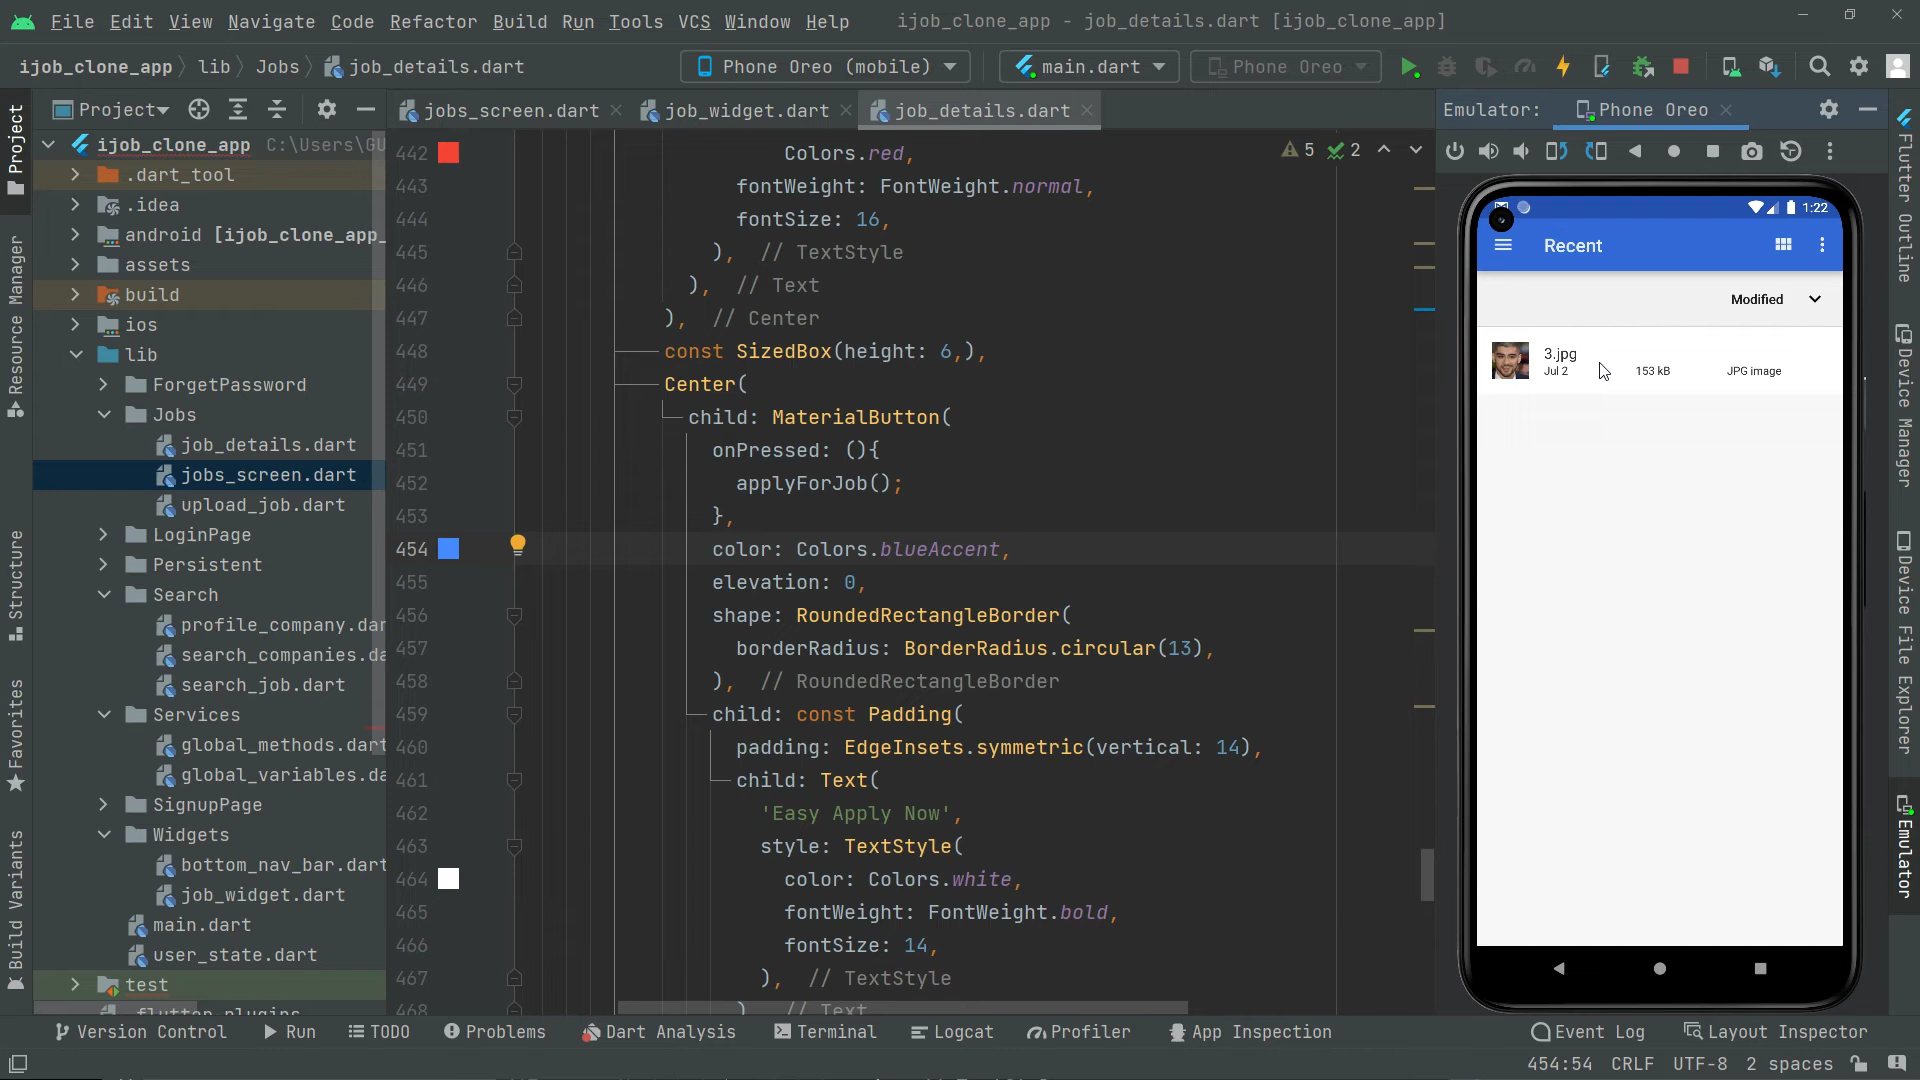 File Edit View Navigate Code Refactor Build Run Tools VCS Window Help ijob_clone_app - job_details.dart [ijob_clone_app]
ijob_clone_app lib Jobs job_details.dart Phone Oreo (mobile) main.dart Phone Oreo
Project jobs_screen.dart job_widget.dart job_details.dart Emulator: Phone Oreo
ijob_clone_app C:\Users\GU
.dart_tool
.idea
android [ijob_clone_app_
assets
build
ios
lib
ForgetPassword
Jobs
job_details.dart
jobs_screen.dart
upload_job.dart
LoginPage
Persistent
Search
profile_company.dar
search_companies.da
search_job.dart
Services
global_methods.dart
global_variables.da
SignupPage
Widgets
bottom_nav_bar.dart
job_widget.dart
main.dart
user_state.dart
test
.flutter-plugins
Project
Resource Manager
Structure
Favorites
Build Variants
5 2
442 Colors.red,
443 fontWeight: FontWeight.normal,
444 fontSize: 16,
445 ), // TextStyle
446 ), // Text
447 ), // Center
448 const SizedBox(height: 6,),
449 Center(
450 child: MaterialButton(
451 onPressed: (){
452 applyForJob();
453 },
454 color: Colors.blueAccent,
455 elevation: 0,
456 shape: RoundedRectangleBorder(
457 borderRadius: BorderRadius.circular(13),
458 ), // RoundedRectangleBorder
459 child: const Padding(
460 padding: EdgeInsets.symmetric(vertical: 14),
461 child: Text(
462 'Easy Apply Now',
463 style: TextStyle(
464 color: Colors.white,
465 fontWeight: FontWeight.bold,
466 fontSize: 14,
467 ), // TextStyle
468 ) // Text
1:22
Recent
Modified
3.jpg
Jul 2 153 kB JPG image
Flutter Outline
Device Manager
Device File Explorer
Emulator
Version Control Run TODO Problems Dart Analysis Terminal Logcat Profiler App Inspection Event Log Layout Inspector
454:54 CRLF UTF-8 2 spaces